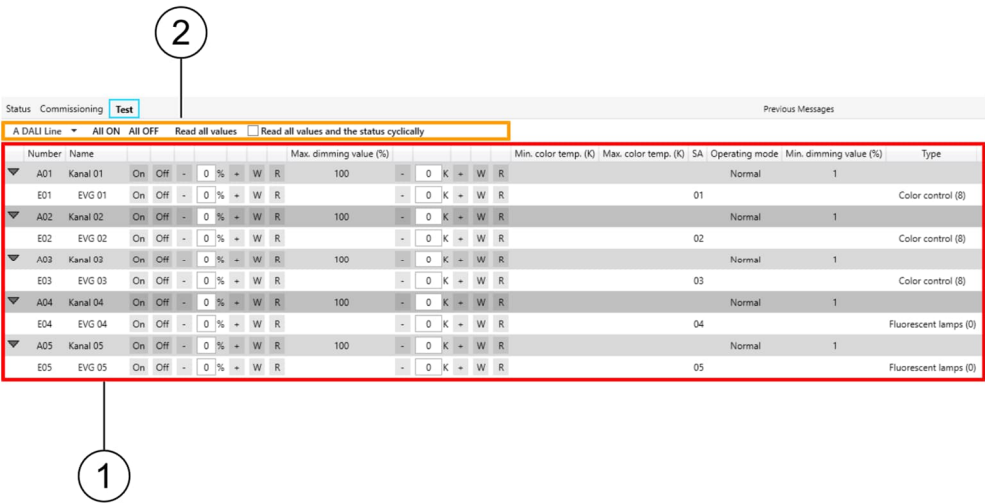 2
Status Commissioning Test Previous Messages
A DALI Line All ON All OFF Read all values Read all values and the status cyclically
Number Name Max. dimming value (%) Min. color temp. (K) Max. color temp. (K) SA Operating mode Min. dimming value (%) Type
A01 Kanal 01 On Off - 0 % + W R 100 - 0 K + W R Normal 1
E01 EVG 01 On Off - 0 % + W R - 0 K + W R 01 Color control (8)
A02 Kanal 02 On Off - 0 % + W R 100 - 0 K + W R Normal 1
E02 EVG 02 On Off - 0 % + W R - 0 K + W R 02 Color control (8)
A03 Kanal 03 On Off - 0 % + W R 100 - 0 K + W R Normal 1
E03 EVG 03 On Off - 0 % + W R - 0 K + W R 03 Color control (8)
A04 Kanal 04 On Off - 0 % + W R 100 - 0 K + W R Normal 1
E04 EVG 04 On Off - 0 % + W R - 0 K + W R 04 Fluorescent lamps (0)
A05 Kanal 05 On Off - 0 % + W R 100 - 0 K + W R Normal 1
E05 EVG 05 On Off - 0 % + W R - 0 K + W R 05 Fluorescent lamps (0)
1